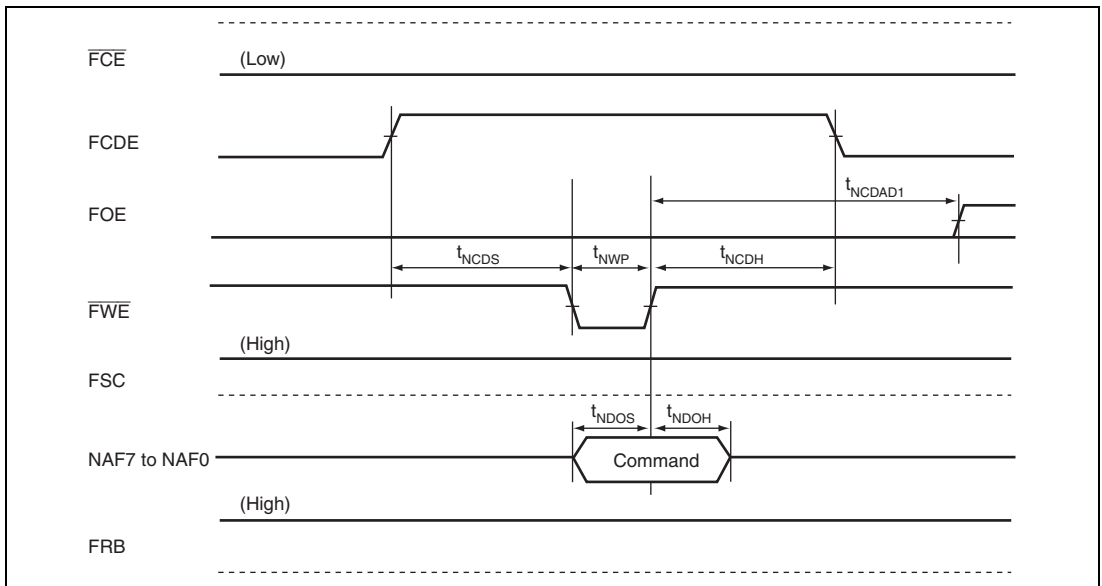 FCE (Low)
FCDE
tNCDAD1
FOE
tNCDS tNWP tNCDH
FWE
(High)
FSC
tNDOS tNDOH
NAF7 to NAF0 Command
(High)
FRB